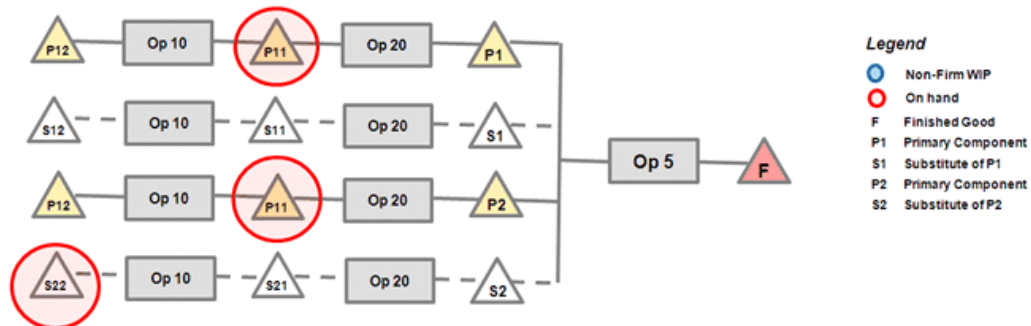 P12 Op 10 P11 Op 20 P1
S12 Op 10 S11 Op 20 S1
Op 5 F
P12 Op 10 P11 Op 20 P2
S22 Op 10 S21 Op 20 S2
Legend
Non-Firm WIP
On hand
F Finished Good
P1 Primary Component
S1 Substitute of P1
P2 Primary Component
S2 Substitute of P2